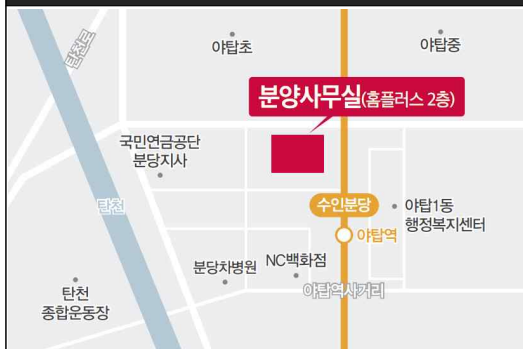 탄천로
야탑초
야탑중
분양사무실(홈플러스 2층)
국민연금공단
분당지사
탄천
수인분당
야탑1동
행정복지센터
야탑역
분당차병원
NC백화점
야탑역사거리
탄천
종합운동장